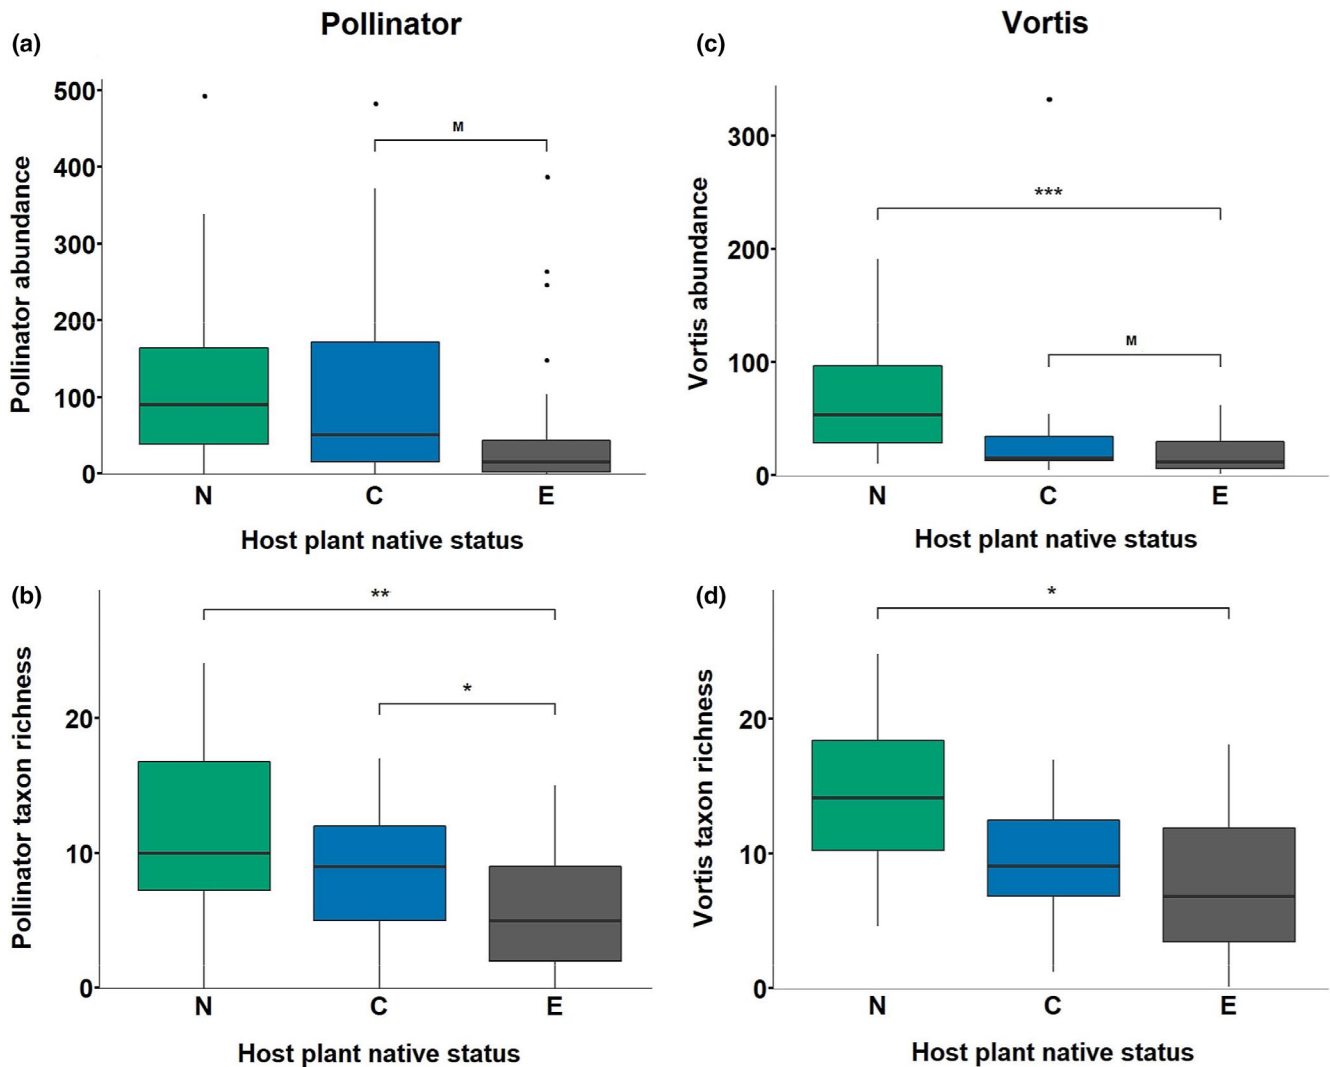 Pollinator
(a)
Pollinator abundance
500
400
300
200
100
0
M
N C E
Host plant native status
Vortis
(c)
Vortis abundance
300
200
100
0
***
M
N C E
Host plant native status
(b)
Pollinator taxon richness
20
10
0
**
*
N C E
Host plant native status
(d)
Vortis taxon richness
20
10
0
*
N C E
Host plant native status